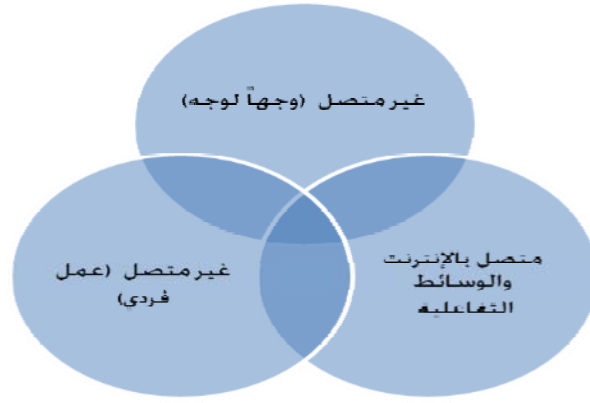 غير متصل (وجهاً لوجه)
غير متصل (عمل
فردي)
متصل بالإنترنت
والوسائط
التفاعلية